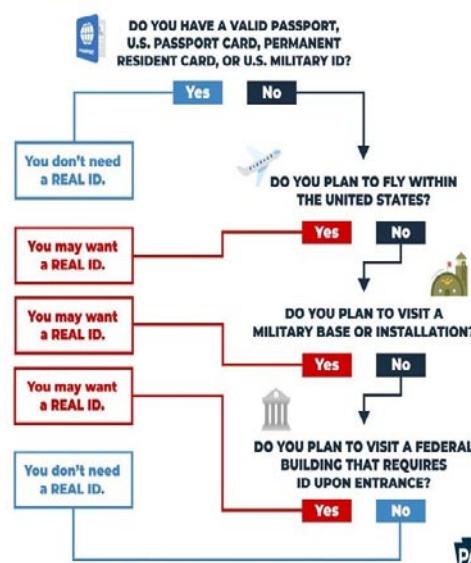 DO YOU HAVE A VALID PASSPORT,
U.S. PASSPORT CARD, PERMANENT
RESIDENT CARD, OR U.S. MILITARY ID?
Yes
No
You don't need
a REAL ID.
DO YOU PLAN TO FLY WITHIN
THE UNITED STATES?
Yes
No
You may want
a REAL ID.
DO YOU PLAN TO VISIT A
MILITARY BASE OR INSTALLATION?
Yes
No
You may want
a REAL ID.
DO YOU PLAN TO VISIT A FEDERAL
BUILDING THAT REQUIRES
ID UPON ENTRANCE?
Yes
No
You may want
a REAL ID.
You don't need
a REAL ID.